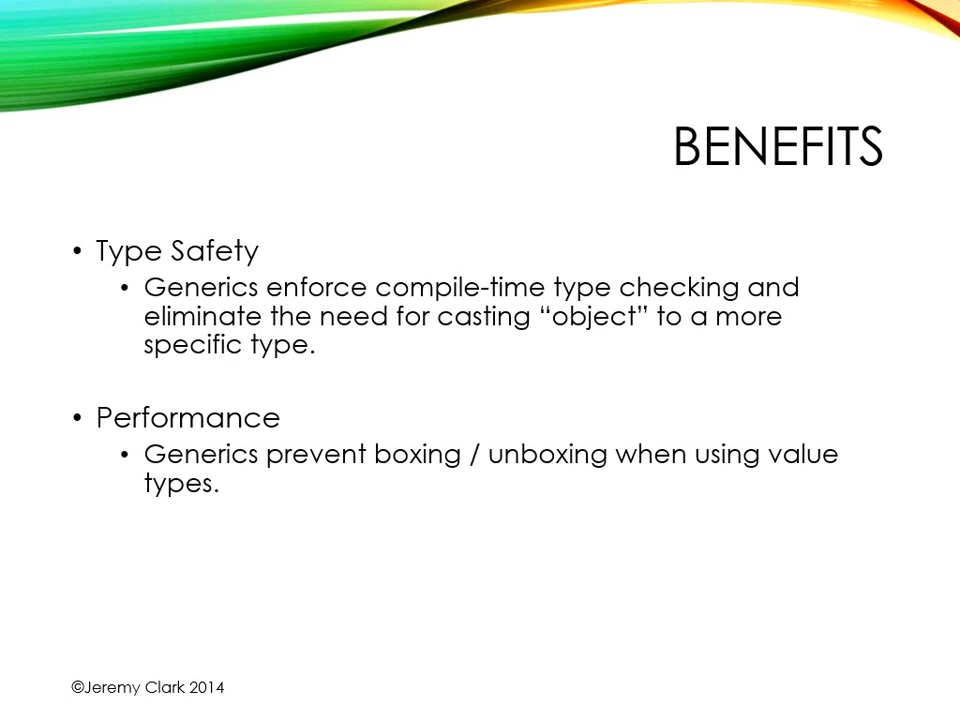 BENEFITS
• Type Safety
• Generics enforce compile-time type checking and
eliminate the need for casting “object” to a more
specific type.
• Performance
• Generics prevent boxing / unboxing when using value
types.
©Jeremy Clark 2014